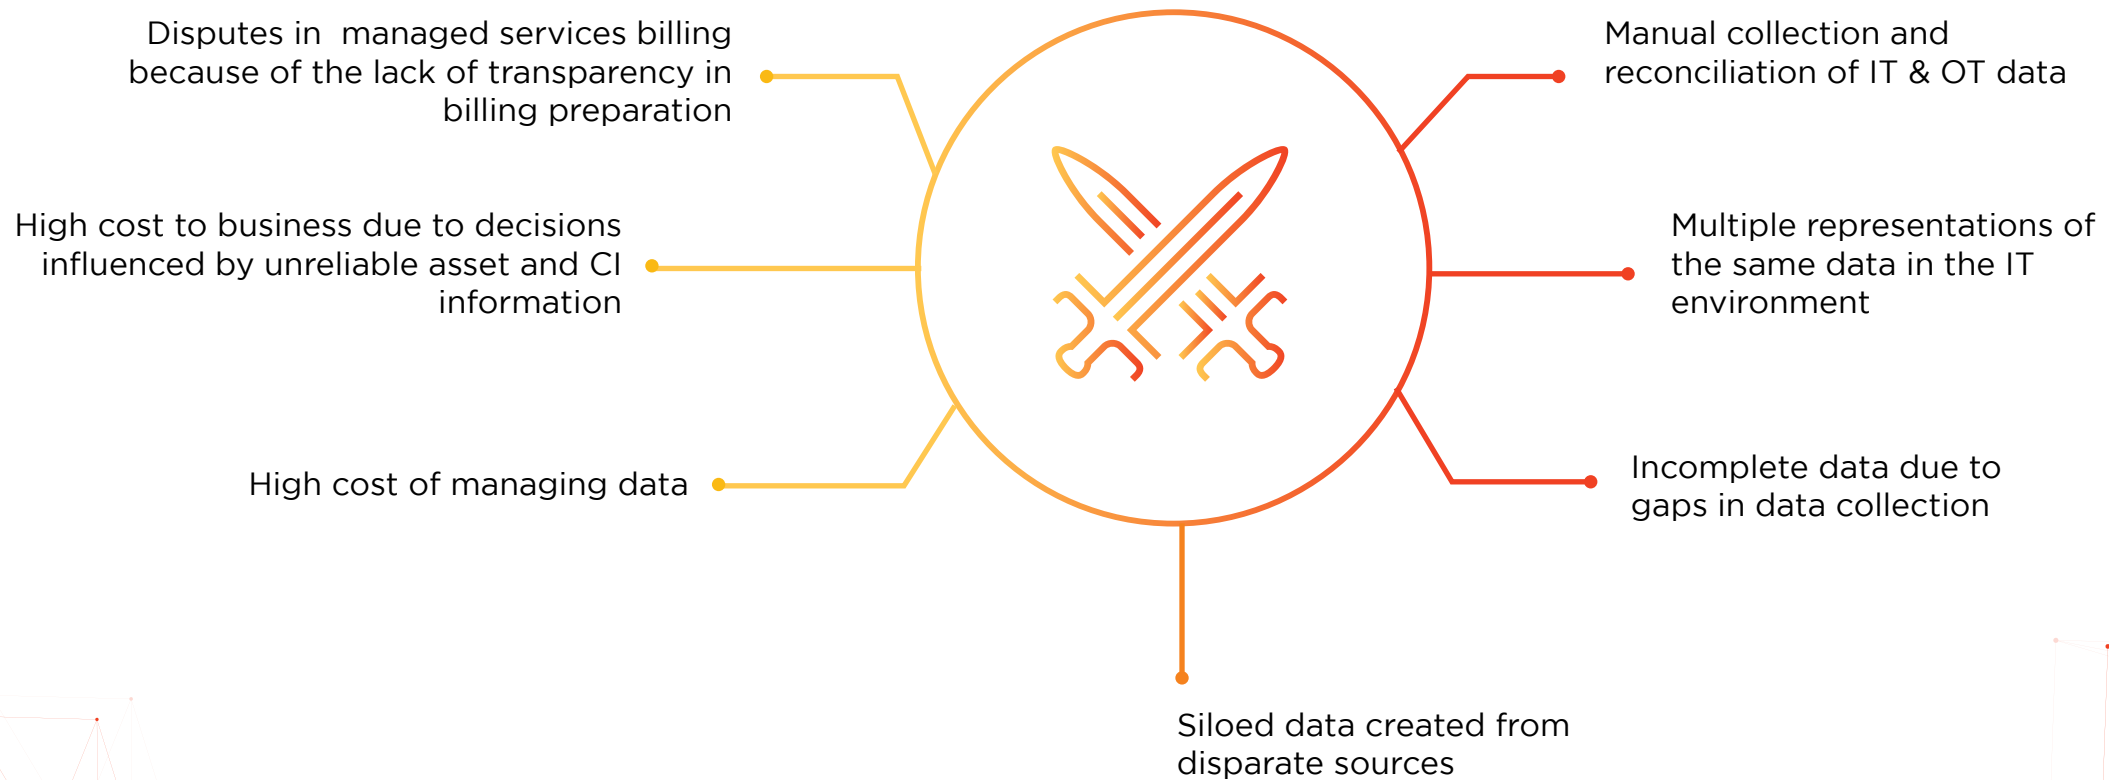 Disputes in  managed services billing
because of the lack of transparency in
billing preparation
High cost to business due to decisions
influenced by unreliable asset and CI
information
High cost of managing data
Manual collection and
reconciliation of IT & OT data
Multiple representations of
the same data in the IT
environment
Incomplete data due to
gaps in data collection
Siloed data created from
disparate sources